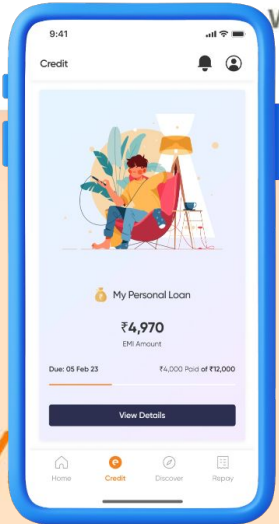 9:41
Credit
My Personal Loan
₹4,970
EMI Amount
Due: 05 Feb 23 ₹4,000 Paid of ₹12,000
View Details
Home Credit Discover Repay